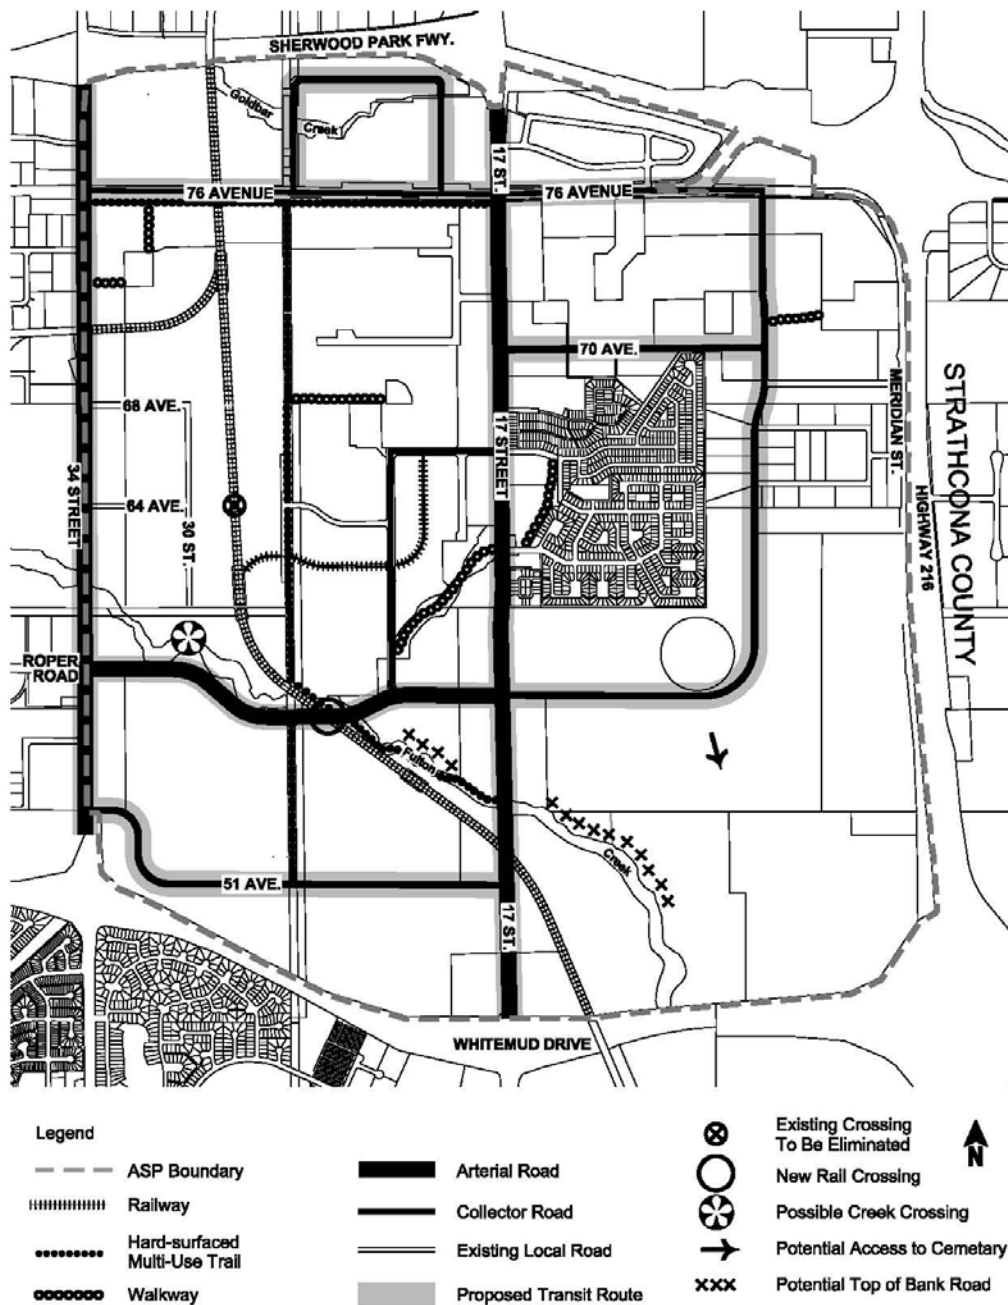 SHERWOOD PARK FWY.
Goldbar
Creek
17 ST.
76 AVENUE
76 AVENUE
70 AVE.
MERIDIAN ST.
STRATHCONA COUNTY
HIGHWAY 216
68 AVE.
17 STREET
34 STREET
64 AVE.
30 ST.
ROPER
ROAD
Fulton
Creek
51 AVE.
17 ST.
WHITEMUD DRIVE
Legend
ASP Boundary
Railway
Hard-surfaced
Multi-Use Trail
Walkway
Arterial Road
Collector Road
Existing Local Road
Proposed Transit Route
Existing Crossing
To Be Eliminated
New Rail Crossing
Possible Creek Crossing
Potential Access to Cemetary
Potential Top of Bank Road
N